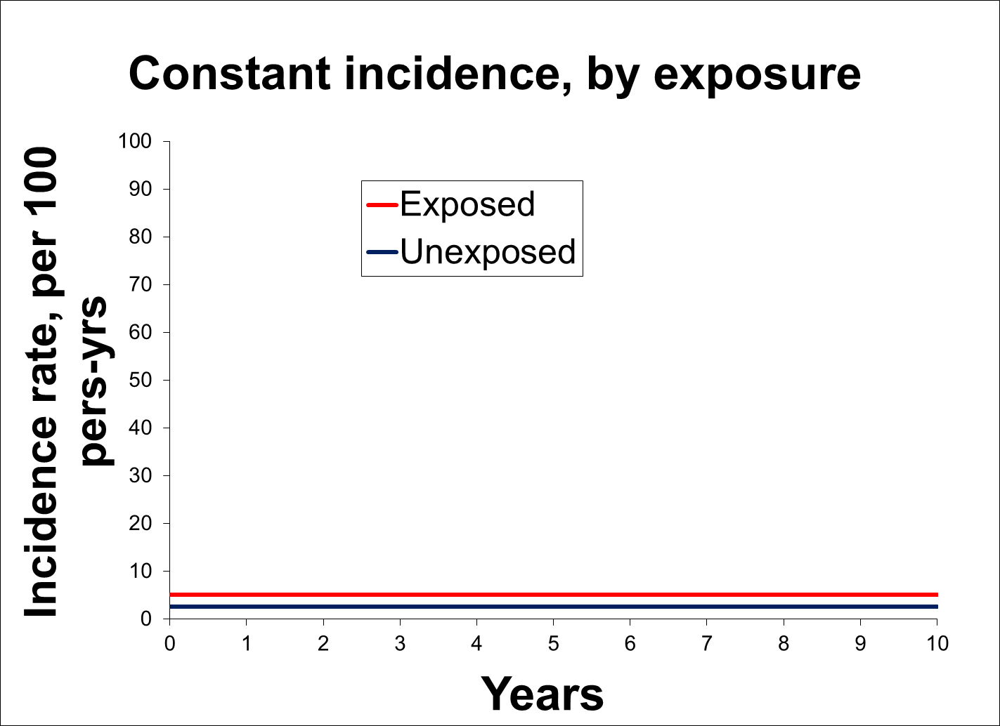 Constant incidence, by exposure
Incidence rate, per 100
pers-yrs
100
90
80
70
60
50
40
30
20
10
0
Exposed
Unexposed
0 1 2 3 4 5 6 7 8 9 10
Years